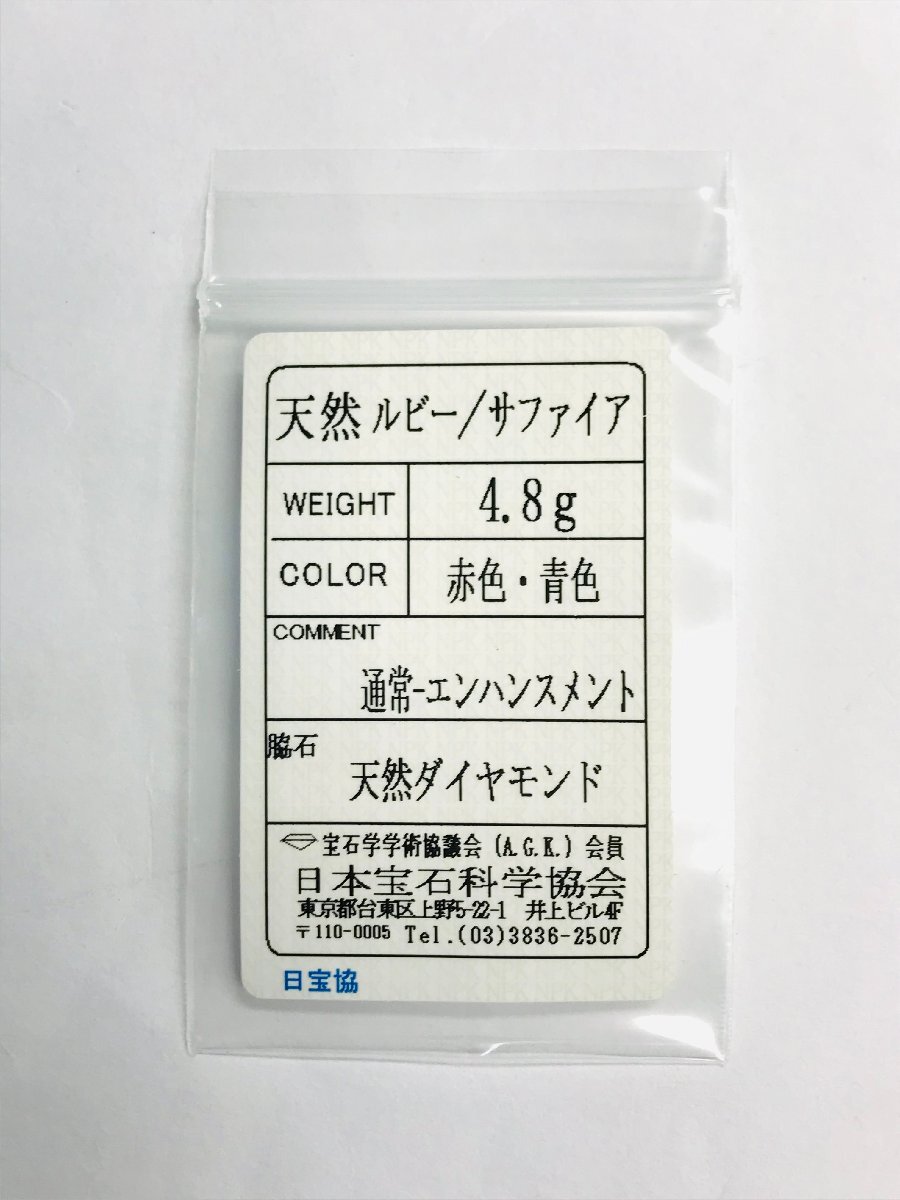 天然 ルビー/サファイア
WEIGHT 4.8g
COLOR 赤色・青色
COMMENT
通常-エンハンスメント
脇石
天然ダイヤモンド
宝石学学術協議会(A.G.K.)会員
日本宝石科学協会
東京都台東区上野5-22-1 井上ビル4F
〒110-0005 Tel.(03)3836-2507
日宝協